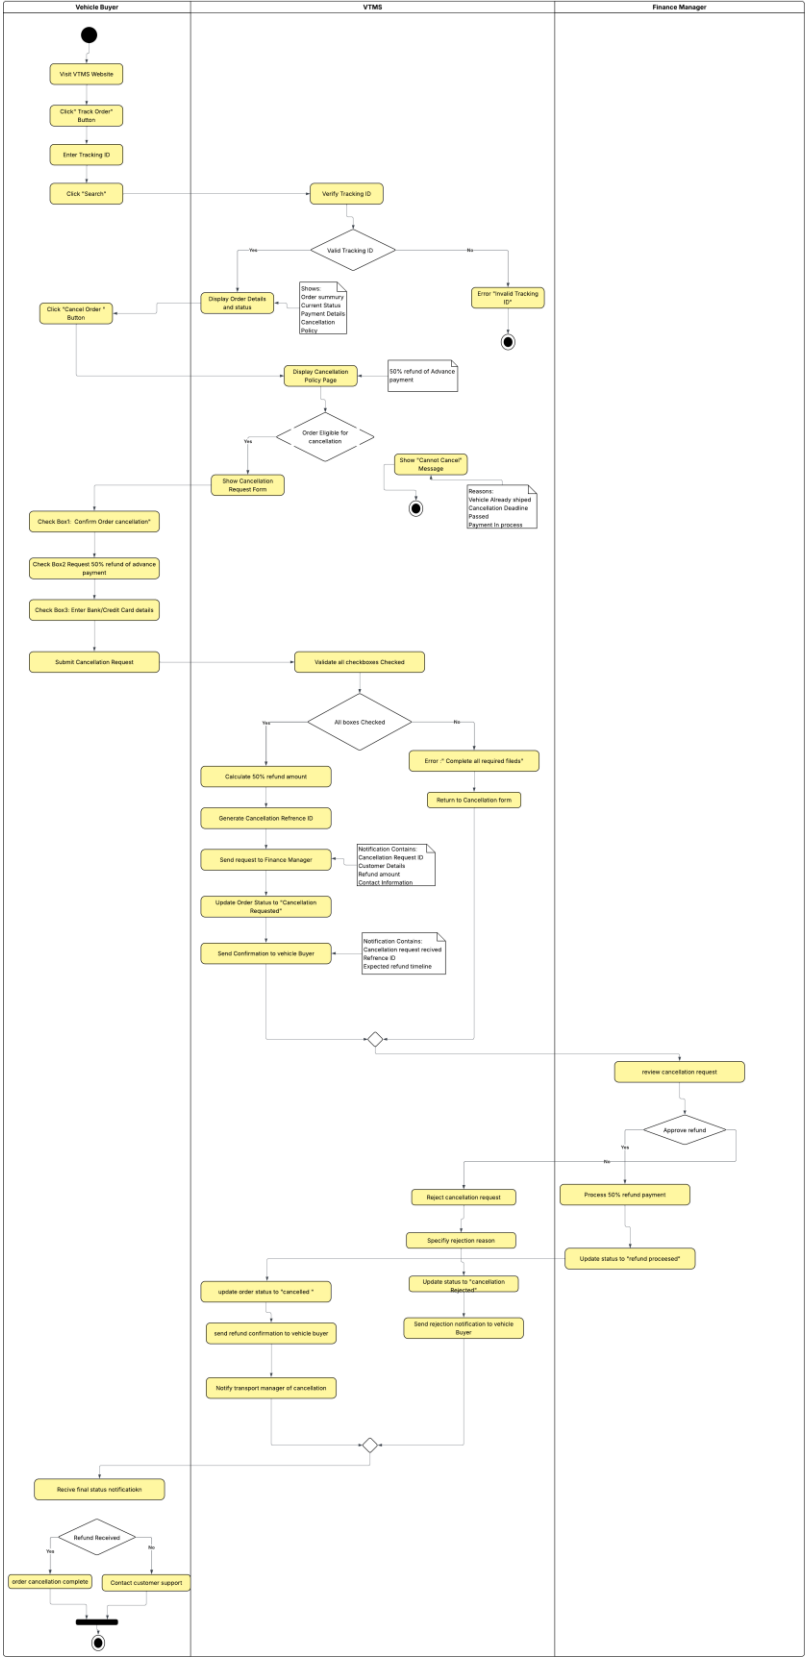 Vehicle Buyer
VTMS
Finance Manager
Visit VTMS Website
Click" Track Order"
Button
Enter Tracking ID
Click "Search"
Verify Tracking ID
Valid Tracking ID
Yes
No
Display Order Details
and status
Shows:
Order summury
Current Status
Payment Details
Cancellation
Policy
Error "Invalid Tracking
ID"
Click "Cancel Order "
Button
Display Cancellation
Policy Page
50% refund of Advance
payment
Order Eligible for
cancellation
Yes
Show "Cannot Cancel"
Message
Show Cancellation
Request Form
Reasons:
Vehicle Already shiped
Cancellation Deadline
Passed
Payment In process
Check Box1:  Confirm Order cancellation"
Check Box2 Request 50% refund of advance
payment
Check Box3: Enter Bank/Credit Card details
Submit Cancellation Request
Validate all checkboxes Checked
All boxes Checked
Yes
No
Error :" Complete all required fileds"
Calculate 50% refund amount
Return to Cancellation form
Generate Cancellation Refrence ID
Send request to Finance Manager
Notification Contains:
Cancellation Request ID
Customer Details
Refund amount
Contact Information
Update Order Status to "Cancellation
Requested"
Send Confirmation to vehicle Buyer
Notification Contains:
Cancellation request recived
Refrence ID
Expected refund timeline
review cancellation request
Approve refund
Yes
No
Reject cancellation request
Process 50% refund payment
Specifiy rejection reason
Update status to "refund proceesed"
update order status to "cancelled "
Update status to "cancellation
Rejected"
send refund confirmation to vehicle buyer
Send rejection notification to vehicle
Buyer
Notify transport manager of cancellation
Recive final status notificatiokn
Refund Received
Yes
No
order cancellation complete
Contact customer support